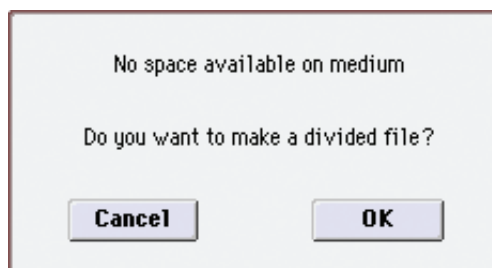 No space available on medium
Do you want to make a divided file?
Cancel
OK